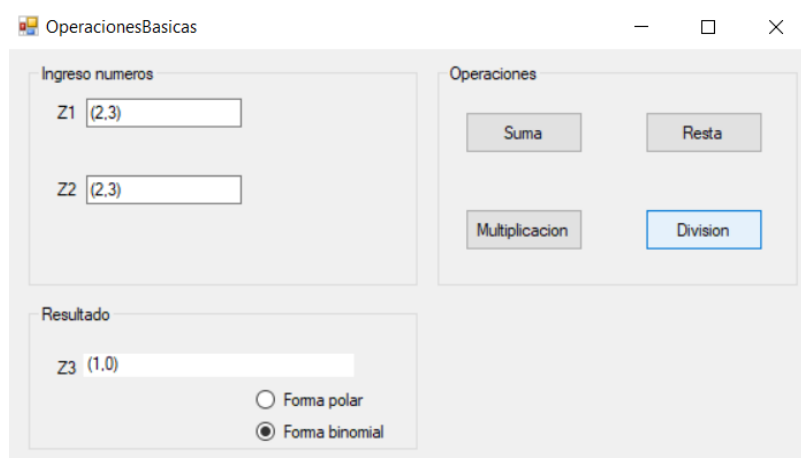 OperacionesBasicas
Ingreso numeros
Z1 (2,3)
Z2 (2,3)
Operaciones
Suma
Resta
Multiplicacion
Division
Resultado
Z3 (1,0)
Forma polar
Forma binomial